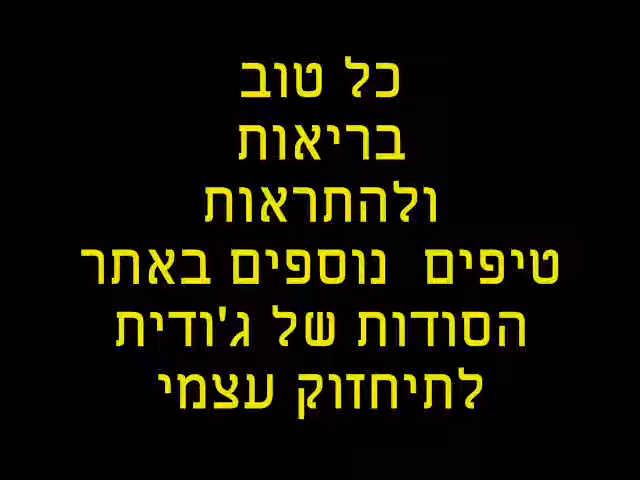 כל טוב
בריאות
ולהתראות
טיפים נוספים באתר
הסודות של ג'ודית
לתיחזוק עצמי